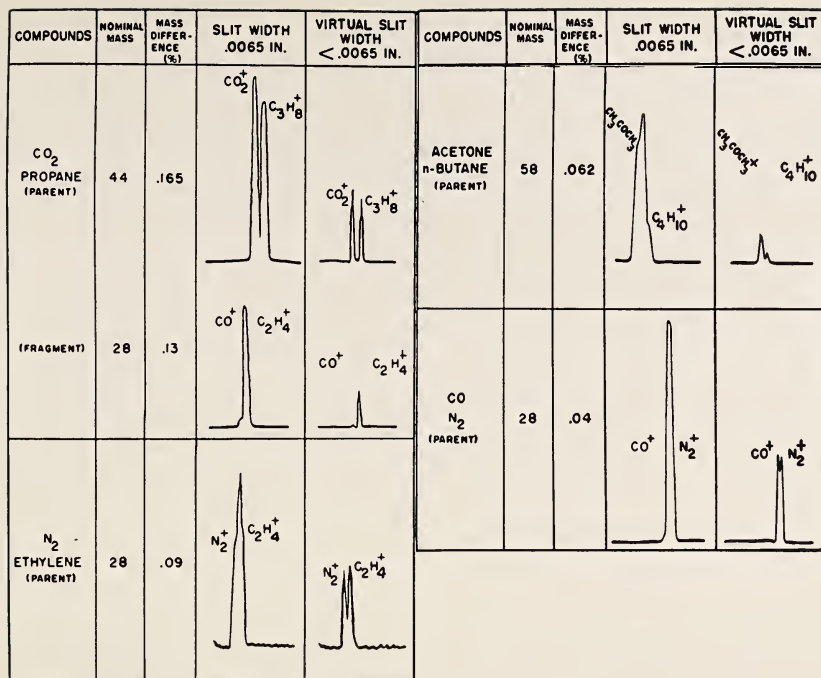 COMPOUNDS
NOMINAL MASS
MASS DIFFER- ENCE (%)
SLIT WIDTH .0065 IN.
VIRTUAL SLIT WIDTH < .0065 IN.
CO2
PROPANE
(PARENT)
44
.165
CO2+
C3H8+
CO2+
C3H8+
(FRAGMENT)
28
.13
CO+
C2H4+
CO+
C2H4+
N2
ETHYLENE
(PARENT)
28
.09
N2+
C2H4+
N2+
C2H4+
COMPOUNDS
NOMINAL MASS
MASS DIFFER- ENCE (%)
SLIT WIDTH .0065 IN.
VIRTUAL SLIT WIDTH < .0065 IN.
ACETONE
n-BUTANE
(PARENT)
58
.062
CH3COCH3
C4H10+
CH3COCH3+
C4H10+
CO
N2
(PARENT)
28
.04
CO+
N2+
CO+
N2+